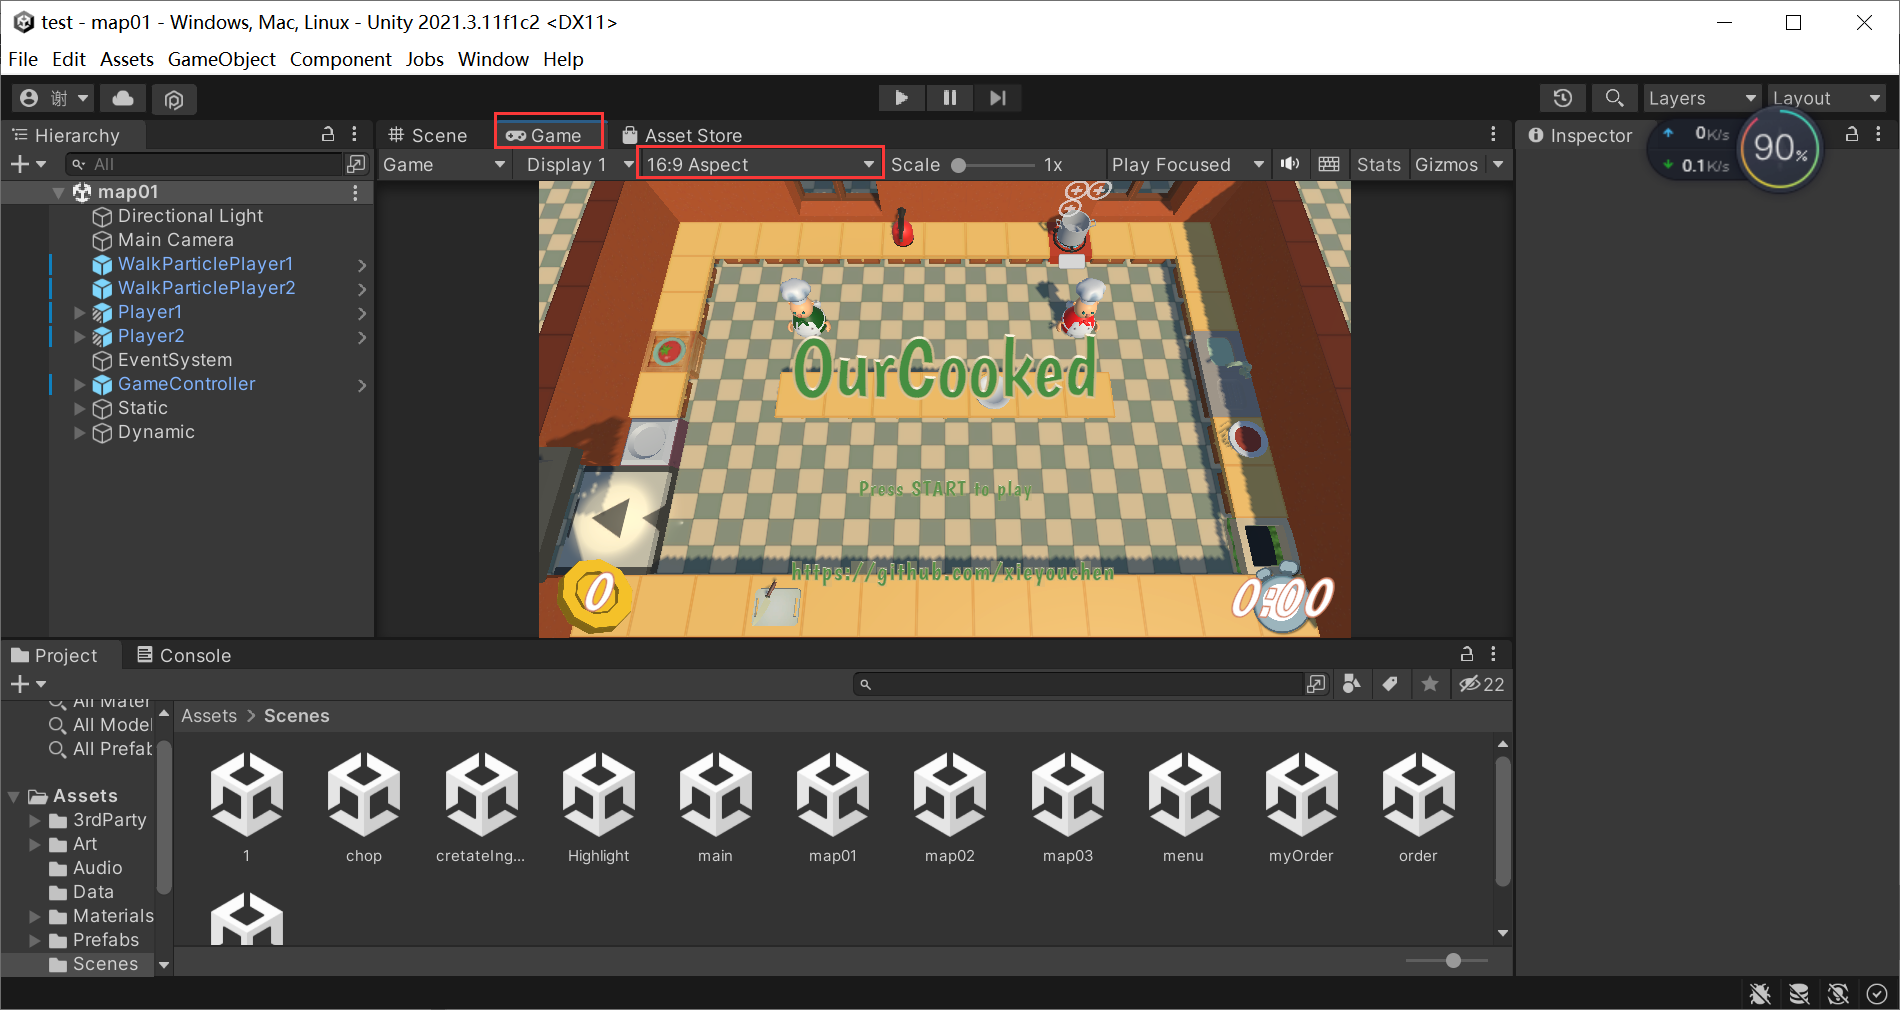 test - map01 - Windows, Mac, Linux - Unity 2021.3.11f1c2 <DX11>
File Edit Assets GameObject Component Jobs Window Help
谢
Layers
Layout
Hierarchy
Scene
Game
Asset Store
Inspector
0K/s
0.1K/s
90%
All
Game
Display 1
16:9 Aspect
Scale
1x
Play Focused
Stats
Gizmos
map01
Directional Light
Main Camera
WalkParticlePlayer1
WalkParticlePlayer2
Player1
Player2
EventSystem
GameController
Static
Dynamic
OurCooked
Press START to play
https://github.com/xieyouchen
0
0:00
Project
Console
22
All Mater
All Model
All Prefab
Assets
3rdParty
Art
Audio
Data
Materials
Prefabs
Scenes
Assets > Scenes
1
chop
cretateIng...
Highlight
main
map01
map02
map03
menu
myOrder
order